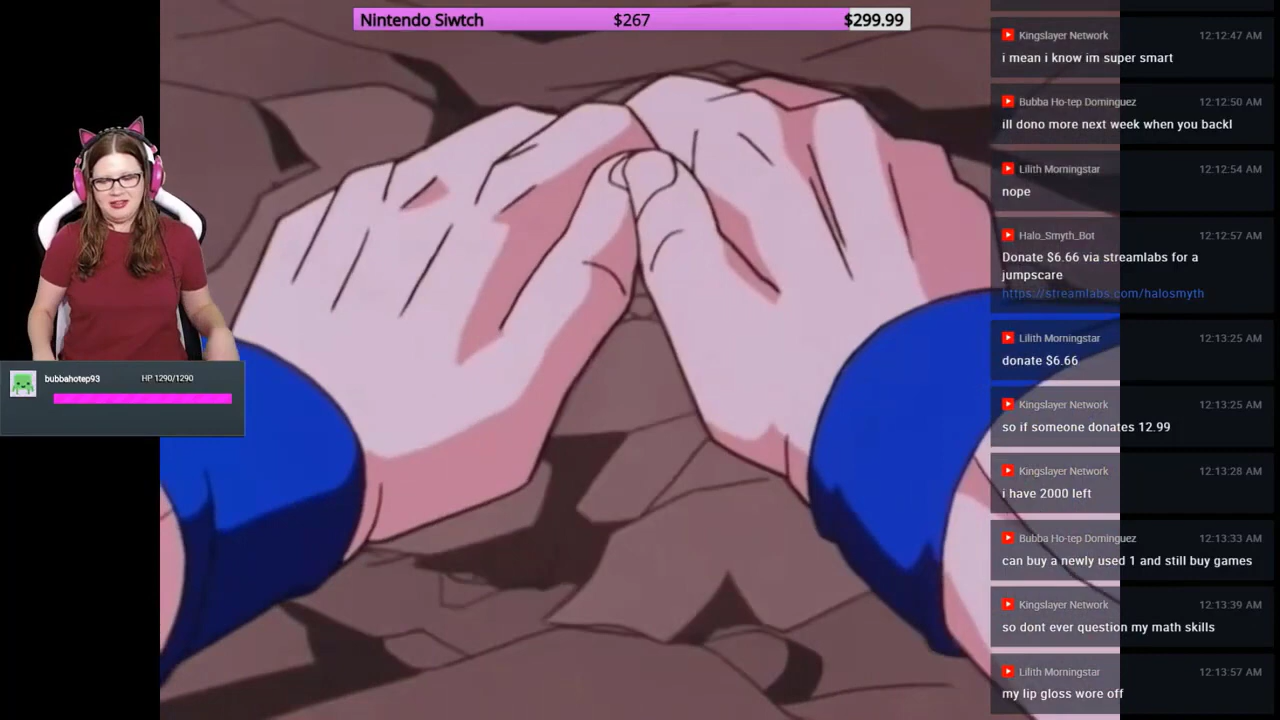 Nintendo Siwtch $267 $299.99
Kingslayer Network 12:12:47 AM
i mean i know im super smart
Bubba Ho-tep Dominguez 12:12:50 AM
ill dono more next week when you backl
Lilith Morningstar 12:12:54 AM
nope
Halo_Smyth_Bot 12:12:57 AM
Donate $6.66 via streamlabs for a
jumpscare
https://streamlabs.com/halosmyth
Lilith Morningstar 12:13:25 AM
donate $6.66
Kingslayer Network 12:13:25 AM
so if someone donates 12.99
Kingslayer Network 12:13:28 AM
i have 2000 left
Bubba Ho-tep Dominguez 12:13:33 AM
can buy a newly used 1 and still buy games
Kingslayer Network 12:13:39 AM
so dont ever question my math skills
Lilith Morningstar 12:13:57 AM
my lip gloss wore off
bubbahotep93 HP 1290/1290